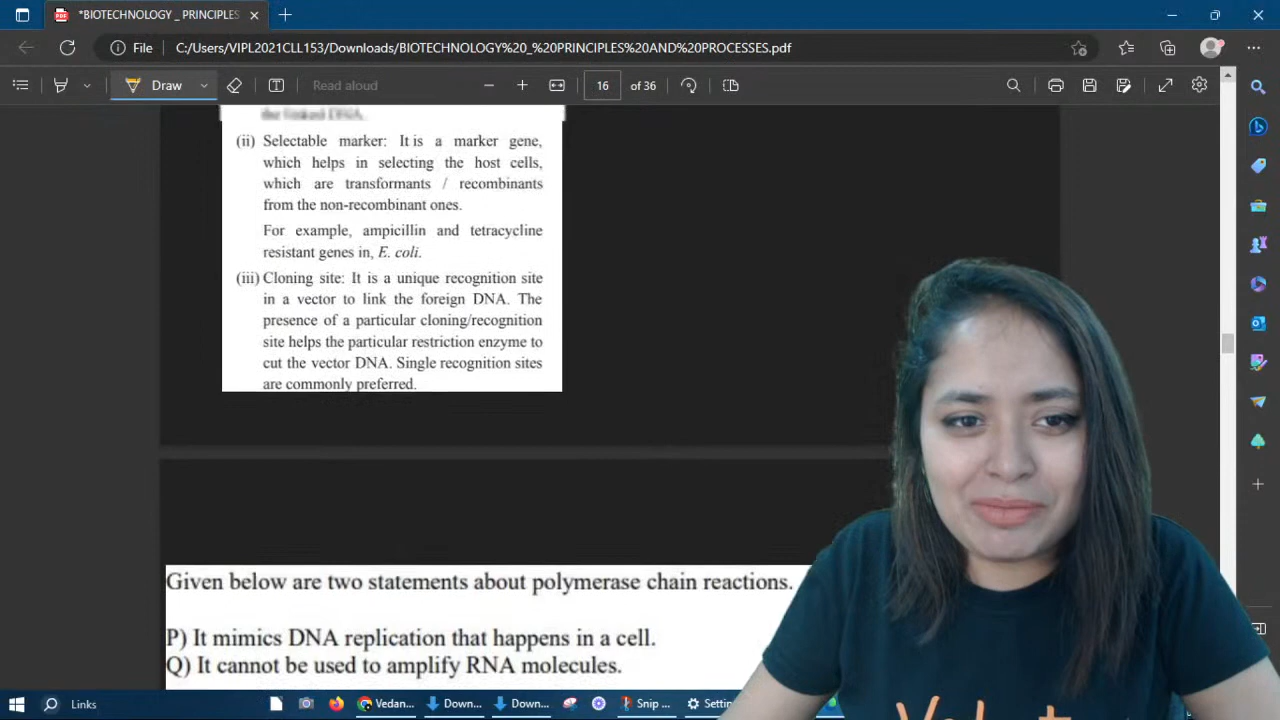 *BIOTECHNOLOGY _ PRINCIPLES
File C:/Users/VIPL2021CLL153/Downloads/BIOTECHNOLOGY%20_%20PRINCIPLES%20AND%20PROCESSES.pdf
Draw Read aloud 16 of 36
the linked DNA.
(ii) Selectable marker: It is a marker gene,
which helps in selecting the host cells,
which are transformants / recombinants
from the non-recombinant ones.
For example, ampicillin and tetracycline
resistant genes in, E. coli.
(iii) Cloning site: It is a unique recognition site
in a vector to link the foreign DNA. The
presence of a particular cloning/recognition
site helps the particular restriction enzyme to
cut the vector DNA. Single recognition sites
are commonly preferred.
Given below are two statements about polymerase chain reactions.
P) It mimics DNA replication that happens in a cell.
Q) It cannot be used to amplify RNA molecules.
Links Vedan... Down... Down... Snip ... Settin